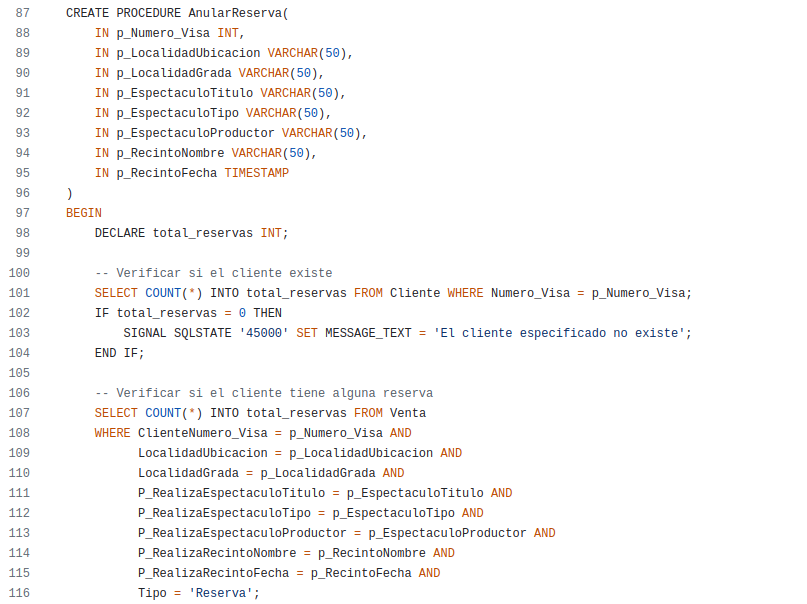 87 CREATE PROCEDURE AnularReserva(
88 IN p_Numero_Visa INT,
89 IN p_LocalidadUbicacion VARCHAR(50),
90 IN p_LocalidadGrada VARCHAR(50),
91 IN p_EspectaculoTitulo VARCHAR(50),
92 IN p_EspectaculoTipo VARCHAR(50),
93 IN p_EspectaculoProductor VARCHAR(50),
94 IN p_RecintoNombre VARCHAR(50),
95 IN p_RecintoFecha TIMESTAMP
96 )
97 BEGIN
98 DECLARE total_reservas INT;
99
100 -- Verificar si el cliente existe
101 SELECT COUNT(*) INTO total_reservas FROM Cliente WHERE Numero_Visa = p_Numero_Visa;
102 IF total_reservas = 0 THEN
103 SIGNAL SQLSTATE '45000' SET MESSAGE_TEXT = 'El cliente especificado no existe';
104 END IF;
105
106 -- Verificar si el cliente tiene alguna reserva
107 SELECT COUNT(*) INTO total_reservas FROM Venta
108 WHERE ClienteNumero_Visa = p_Numero_Visa AND
109 LocalidadUbicacion = p_LocalidadUbicacion AND
110 LocalidadGrada = p_LocalidadGrada AND
111 P_RealizaEspectaculoTitulo = p_EspectaculoTitulo AND
112 P_RealizaEspectaculoTipo = p_EspectaculoTipo AND
113 P_RealizaEspectaculoProductor = p_EspectaculoProductor AND
114 P_RealizaRecintoNombre = p_RecintoNombre AND
115 P_RealizaRecintoFecha = p_RecintoFecha AND
116 Tipo = 'Reserva';